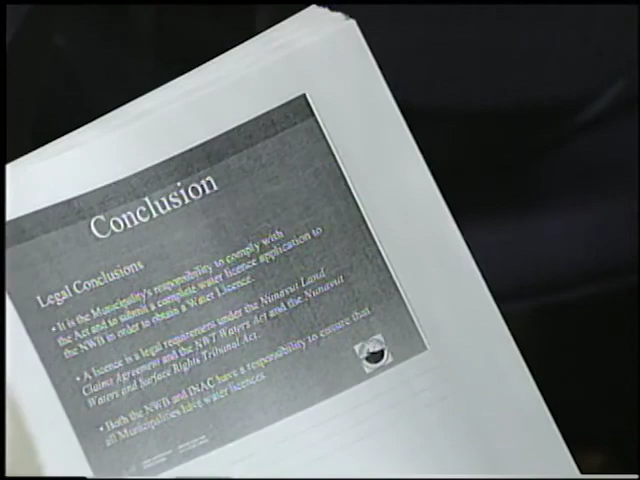 Conclusion
Legal Conclusions
• It is the Municipality's responsibility to comply with
the Act and to submit a complete water licence application to
the NWB in order to obtain a Water Licence.
• A licence is a legal requirement under the Nunavut Land
Claims Agreement and the NWT Waters Act and the Nunavut
Waters and Surface Rights Tribunal Act.
• Both the NWB and INAC have a responsibility to ensure that
all Municipalities have water licences.